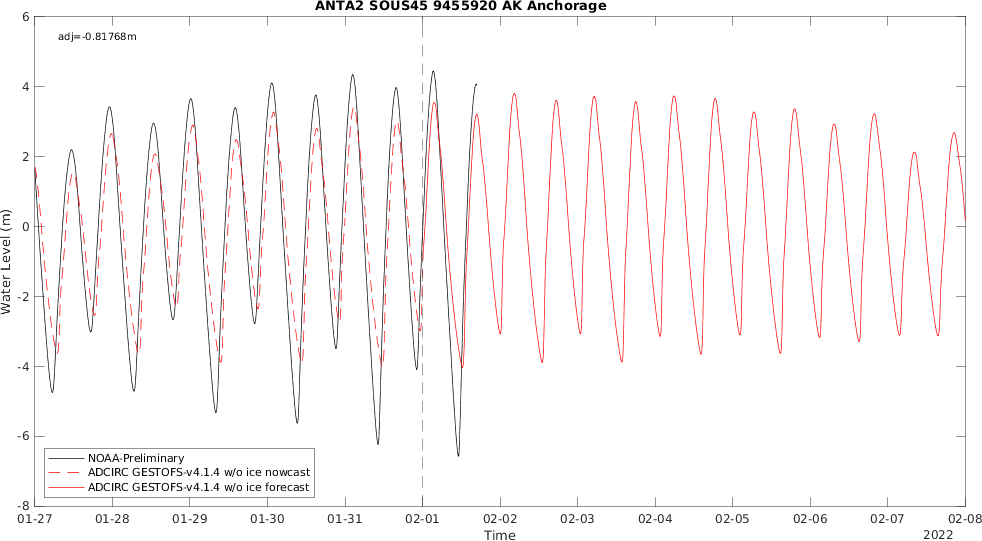 ANTA2 SOUS45 9455920 AK Anchorage
adj=-0.81768m
6
4
2
0
-2
-4
-6
-8
Water Level (m)
NOAA-Preliminary
ADCIRC GESTOFS-v4.1.4 w/o ice nowcast
ADCIRC GESTOFS-v4.1.4 w/o ice forecast
01-27 01-28 01-29 01-30 01-31 02-01 02-02 02-03 02-04 02-05 02-06 02-07 02-08
Time
2022